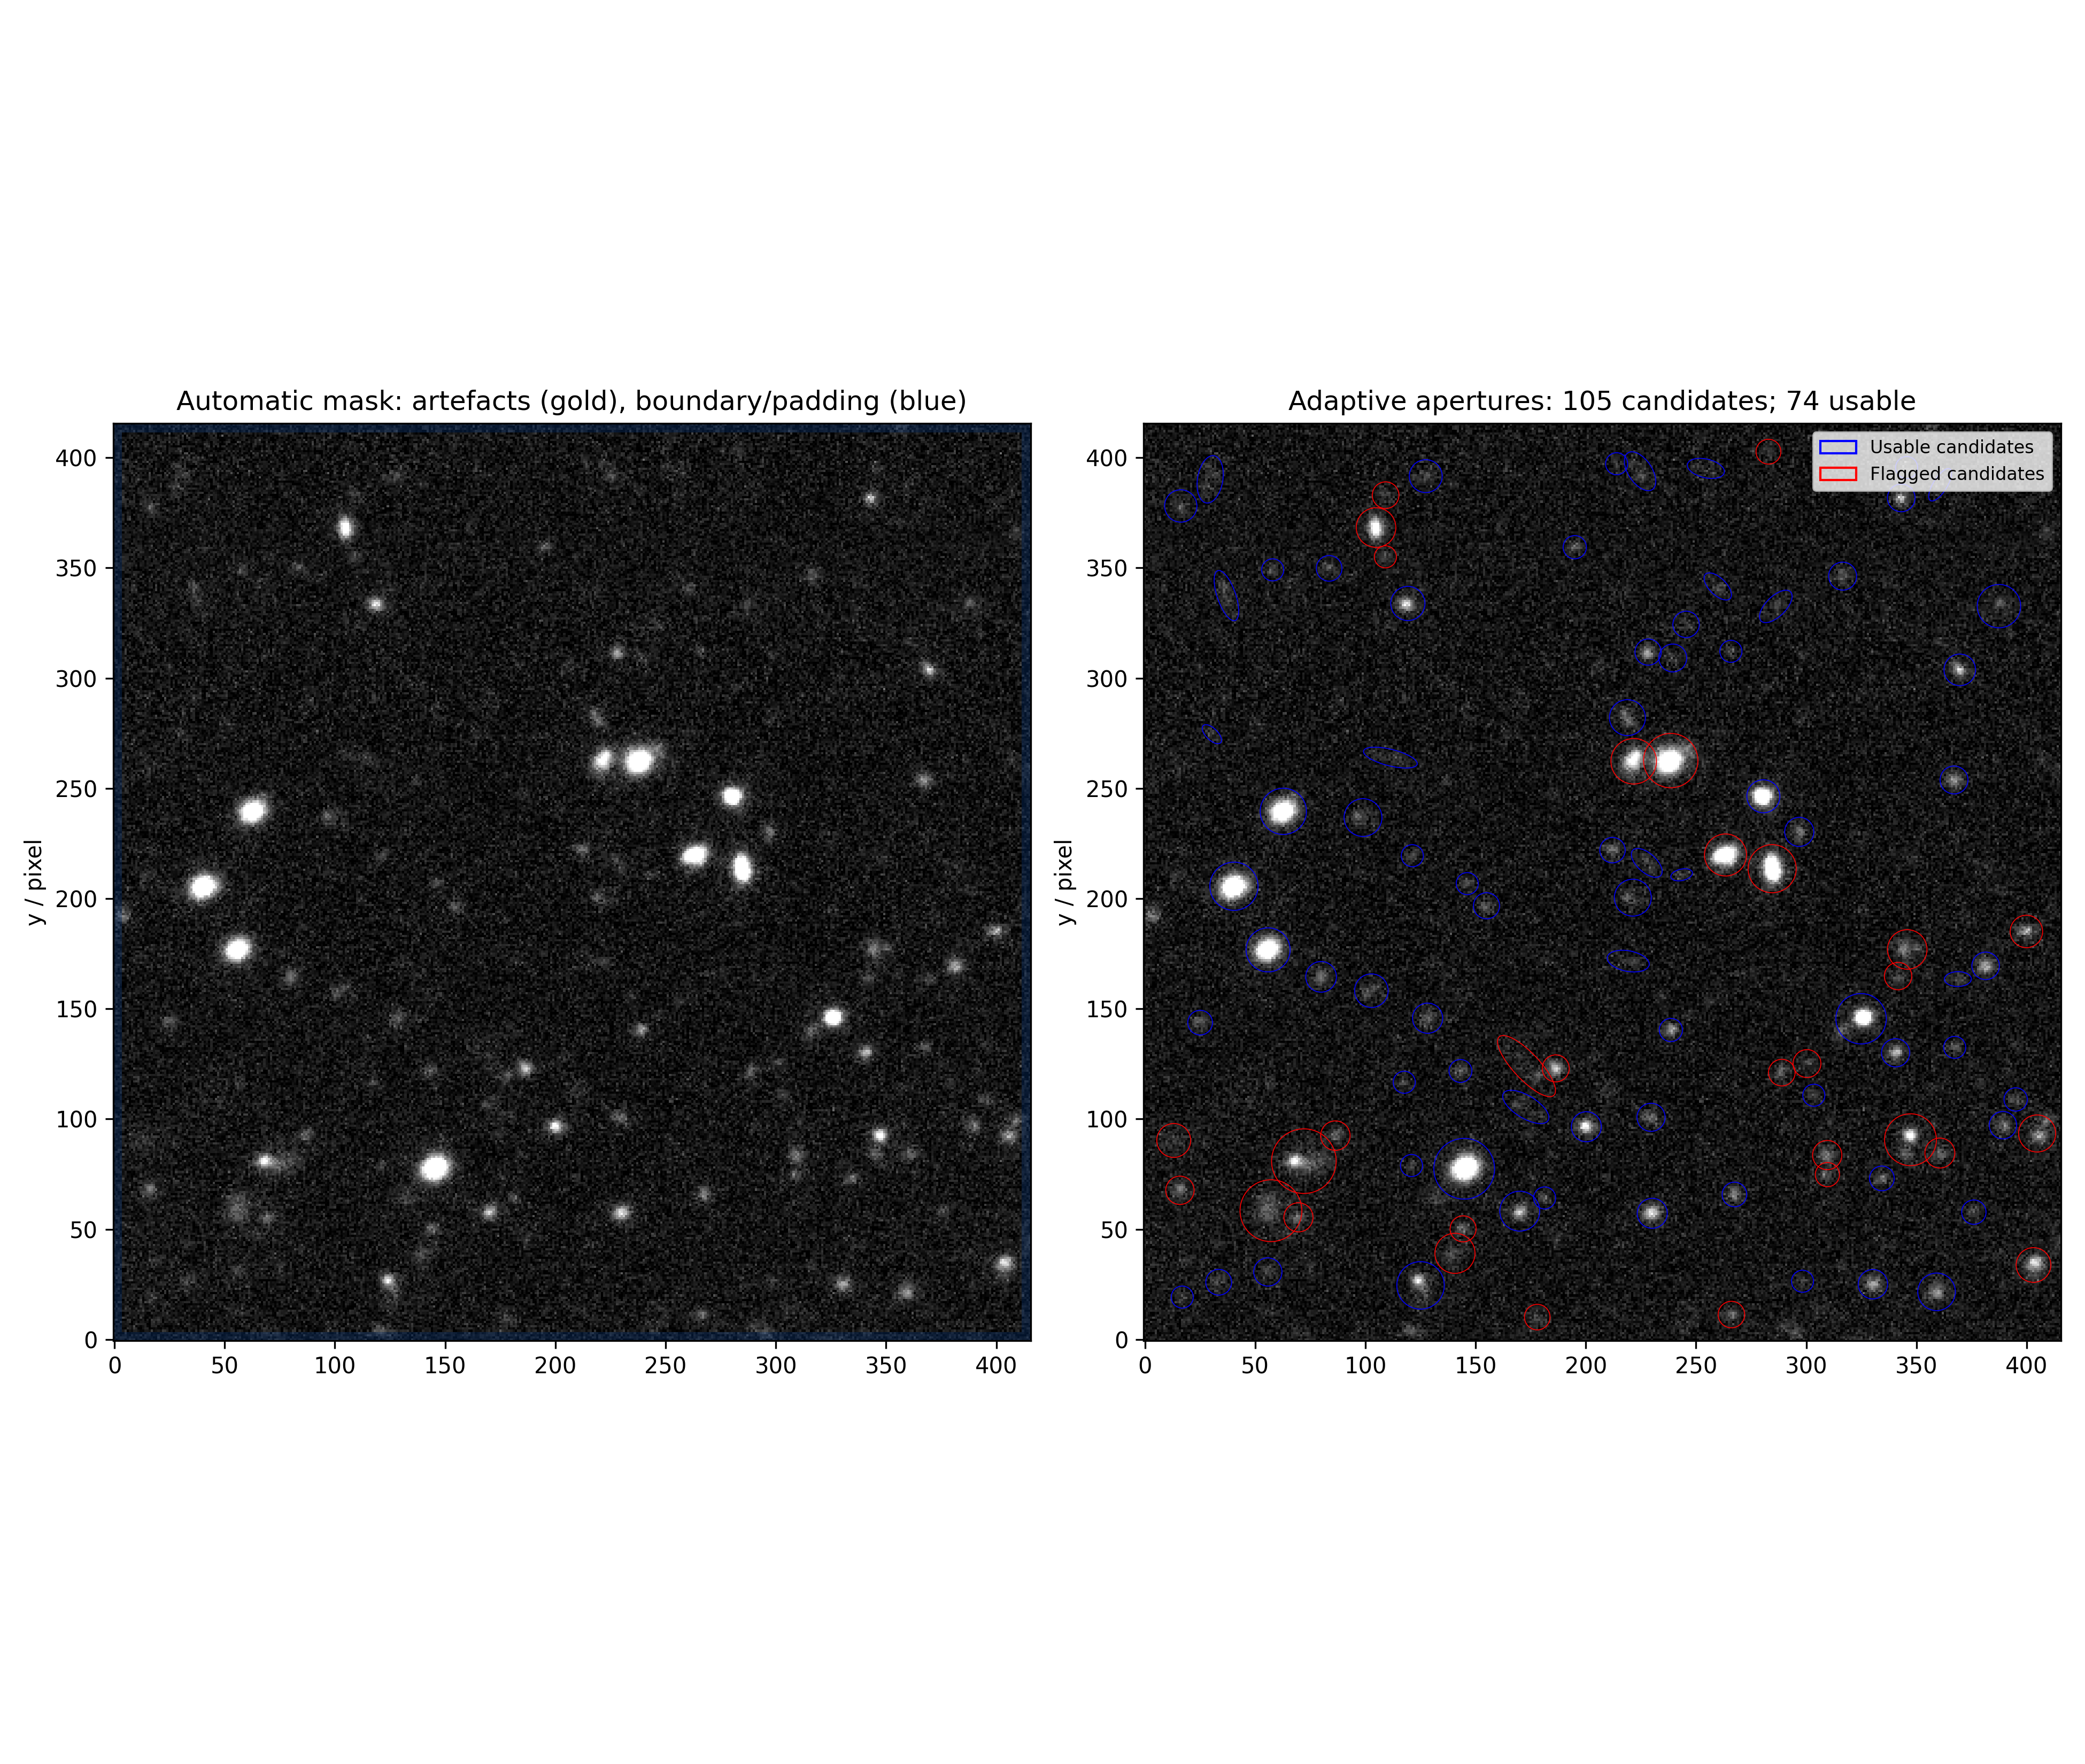 Automatic mask: artefacts (gold), boundary/padding (blue)
y / pixel
400
350
300
250
200
150
100
50
0
0 50 100 150 200 250 300 350 400
Adaptive apertures: 105 candidates; 74 usable
Usable candidates
Flagged candidates
y / pixel
400
350
300
250
200
150
100
50
0
0 50 100 150 200 250 300 350 400